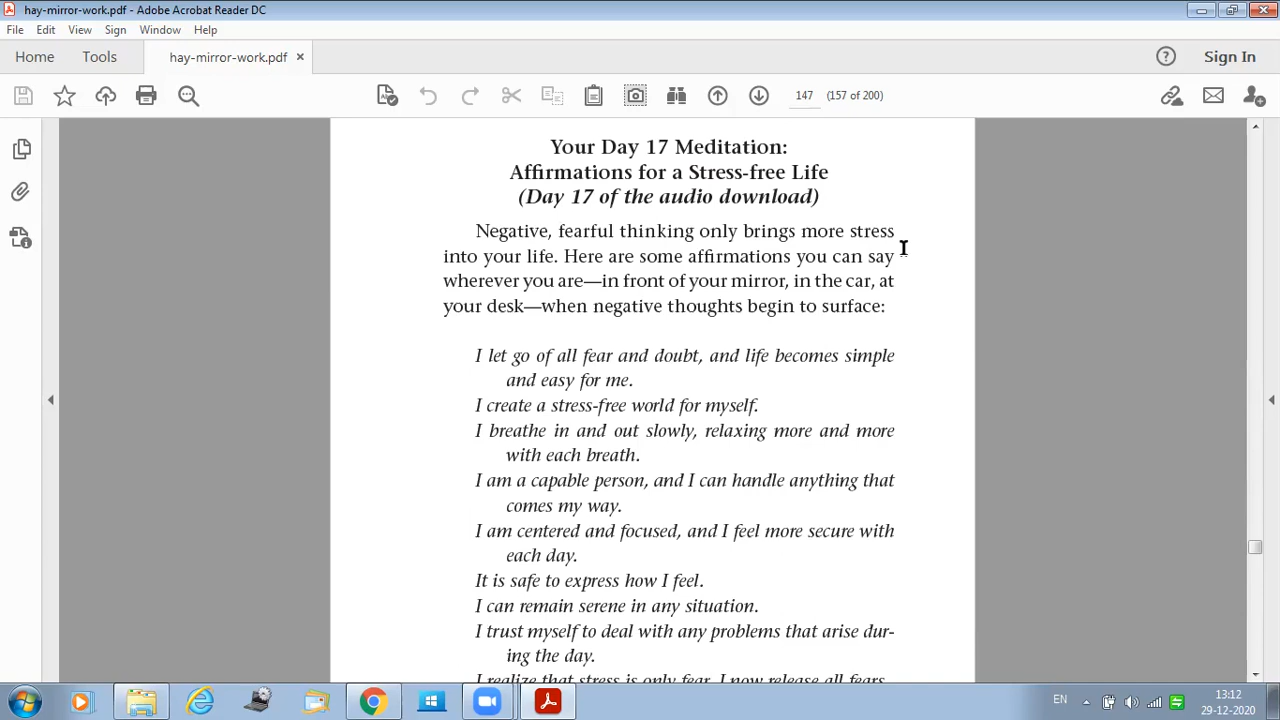 hay-mirror-work.pdf - Adobe Acrobat Reader DC
File Edit View Sign Window Help
Home Tools hay-mirror-work.pdf × Sign In
147 (157 of 200)
Your Day 17 Meditation:
Affirmations for a Stress-free Life
(Day 17 of the audio download)
Negative, fearful thinking only brings more stress
into your life. Here are some affirmations you can say
wherever you are—in front of your mirror, in the car, at
your desk—when negative thoughts begin to surface:
I let go of all fear and doubt, and life becomes simple
and easy for me.
I create a stress-free world for myself.
I breathe in and out slowly, relaxing more and more
with each breath.
I am a capable person, and I can handle anything that
comes my way.
I am centered and focused, and I feel more secure with
each day.
It is safe to express how I feel.
I can remain serene in any situation.
I trust myself to deal with any problems that arise dur-
ing the day.
I realize that stress is only fear. I now release all fears.
EN 13:12
29-12-2020